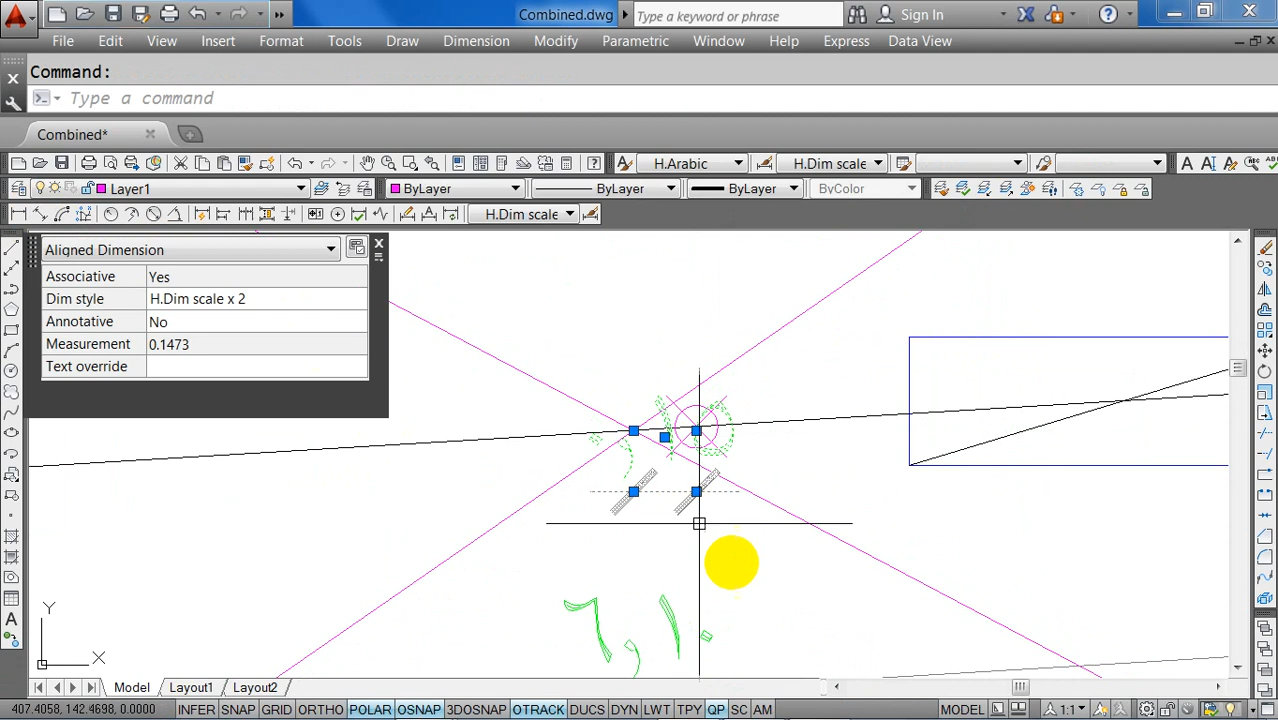 Combined.dwg
Type a keyword or phrase
Sign In
File Edit View Insert Format Tools Draw Dimension Modify Parametric Window Help Express Data View
Command:
Type a command
Combined*
H.Arabic H.Dim scale
Layer1 ByLayer ByLayer ByLayer ByColor
H.Dim scale
Aligned Dimension
Associative Yes
Dim style H.Dim scale x 2
Annotative No
Measurement 0.1473
Text override
٦,١٠
Y
X
Model Layout1 Layout2
407.4058, 142.4698, 0.0000 INFER SNAP GRID ORTHO POLAR OSNAP 3DOSNAP OTRACK DUCS DYN LWT TPY QP SC AM MODEL 1:1